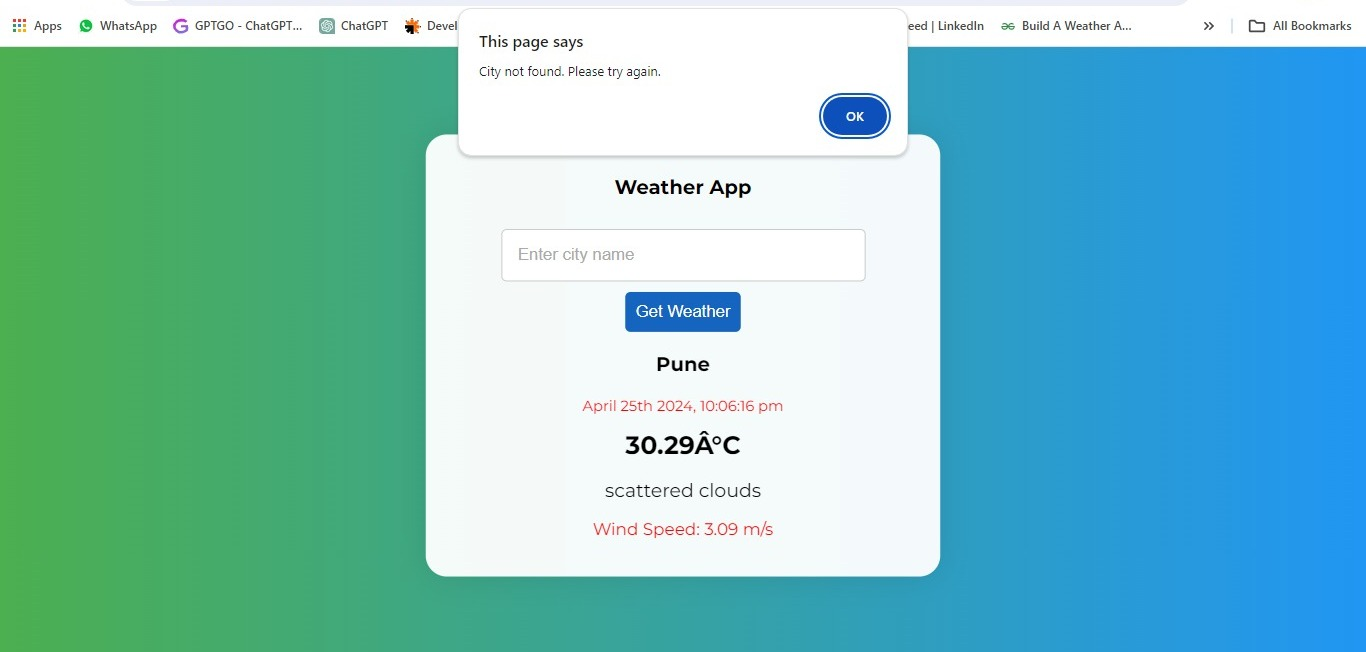 Apps WhatsApp GPTGO - ChatGPT... ChatGPT Devel eed | LinkedIn Build A Weather A... » All Bookmarks
This page says
City not found. Please try again.
OK
Weather App
Enter city name
Get Weather
Pune
April 25th 2024, 10:06:16 pm
30.29Â°C
scattered clouds
Wind Speed: 3.09 m/s